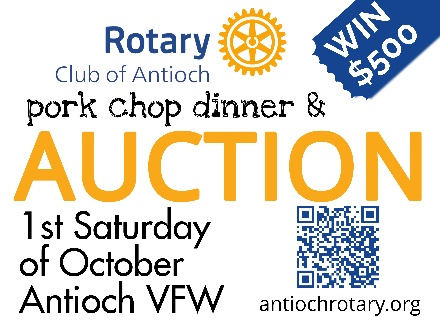 Rotary
Club of Antioch
WIN
$500
pork chop dinner &
AUCTION
1st Saturday
of October
Antioch VFW
antiochrotary.org